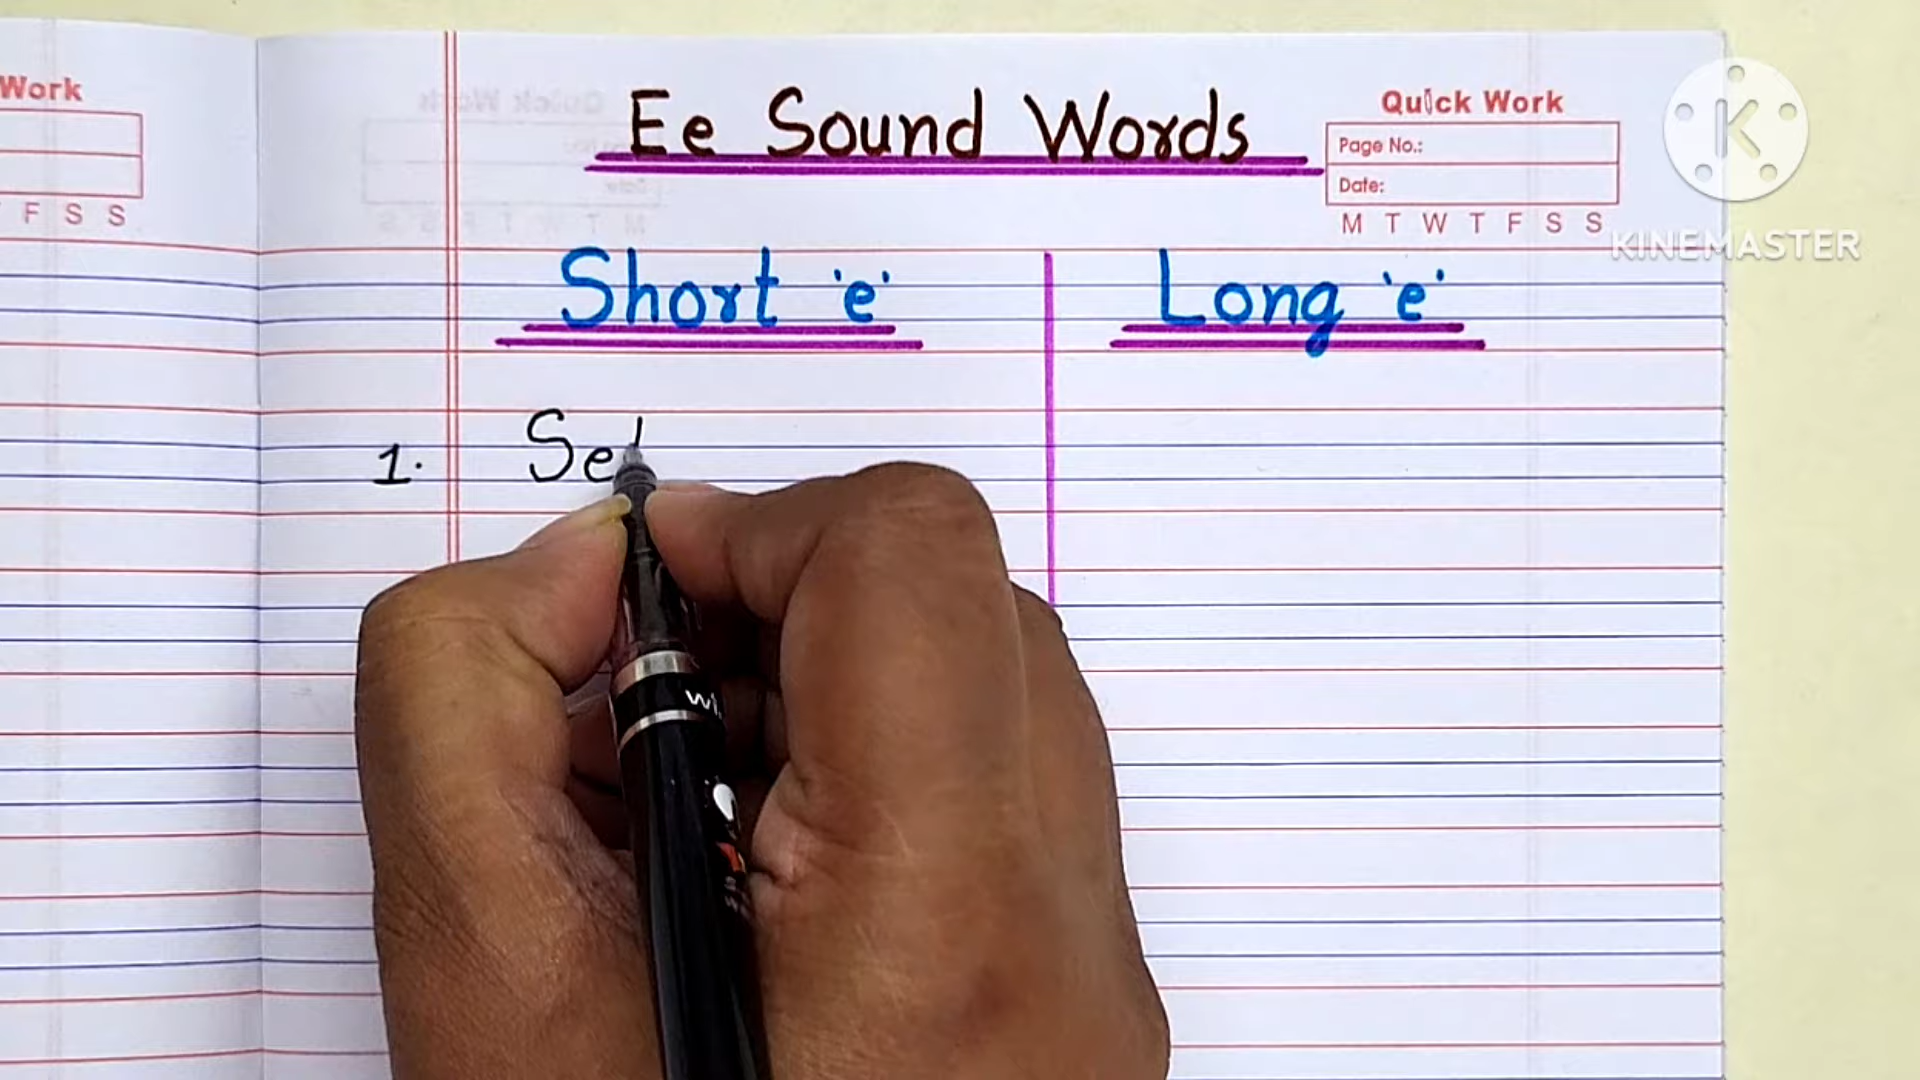 Work
F S S
Ee Sound Words
Quick Work
Page No.:
Date:
M T W T F S S
KINEMASTER
Short 'e'
Long 'e'
1. Se